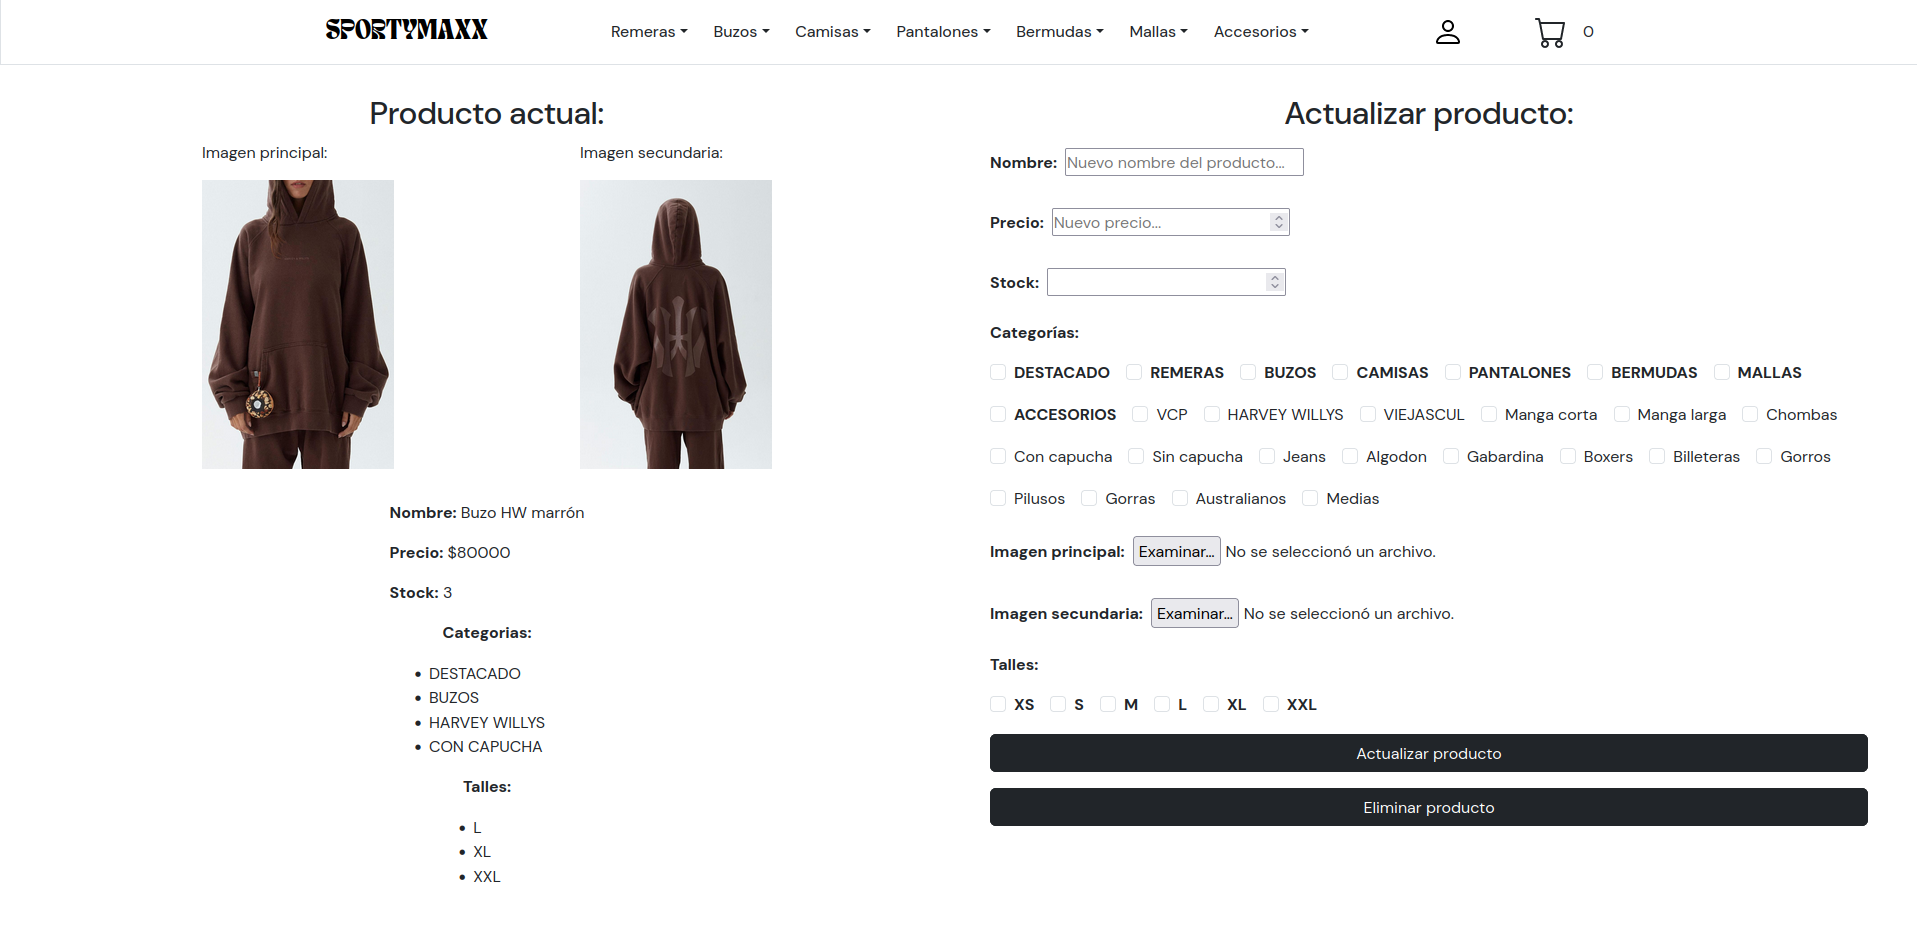 SPORTYMAXX Remeras Buzos Camisas Pantalones Bermudas Mallas Accesorios 0
Producto actual:
Imagen principal: Imagen secundaria:
Nombre: Buzo HW marrón
Precio: $80000
Stock: 3
Categorias:
DESTACADO
BUZOS
HARVEY WILLYS
CON CAPUCHA
Talles:
L
XL
XXL
Actualizar producto:
Nombre: Nuevo nombre del producto...
Precio: Nuevo precio...
Stock:
Categorías:
DESTACADO REMERAS BUZOS CAMISAS PANTALONES BERMUDAS MALLAS
ACCESORIOS VCP HARVEY WILLYS VIEJASCUL Manga corta Manga larga Chombas
Con capucha Sin capucha Jeans Algodon Gabardina Boxers Billeteras Gorros
Pilusos Gorras Australianos Medias
Imagen principal: Examinar... No se seleccionó un archivo.
Imagen secundaria: Examinar... No se seleccionó un archivo.
Talles:
XS S M L XL XXL
Actualizar producto
Eliminar producto